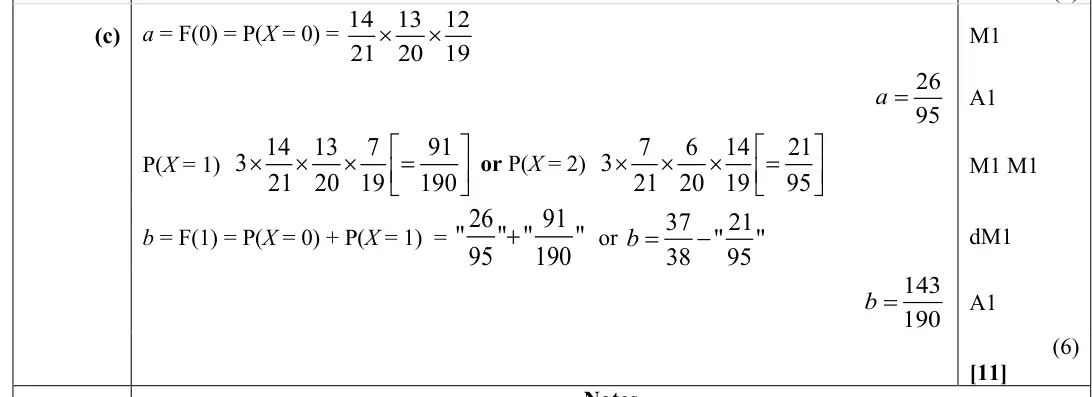 (c) a = F(0) = P(X = 0) = 14/21 × 13/20 × 12/19 M1
a = 26/95 A1
P(X = 1) 3 × 14/21 × 13/20 × 7/19 [= 91/190] or P(X = 2) 3 × 7/21 × 6/20 × 14/19 [= 21/95] M1 M1
b = F(1) = P(X = 0) + P(X = 1) = "26/95" + "91/190" or b = 37/38 − "21/95" dM1
b = 143/190 A1
(6)
[11]
Notes